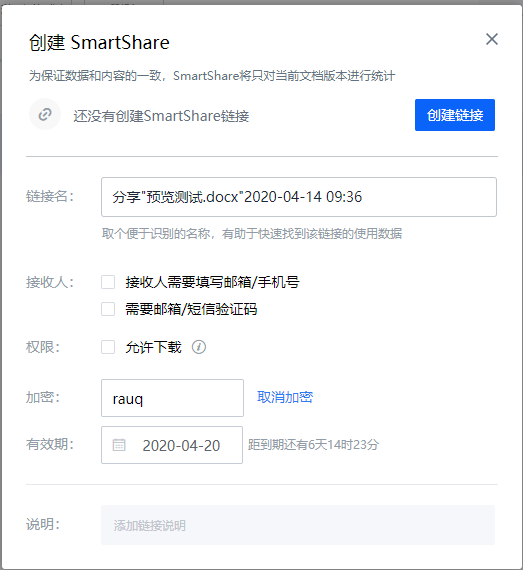 创建 SmartShare
为保证数据和内容的一致，SmartShare将只对当前文档版本进行统计
还没有创建SmartShare链接
创建链接
链接名：
分享"预览测试.docx"2020-04-14 09:36
取个便于识别的名称，有助于快速找到该链接的使用数据
接收人：
接收人需要填写邮箱/手机号
需要邮箱/短信验证码
权限：
允许下载
加密：
rauq
取消加密
有效期：
2020-04-20
距到期还有6天14时23分
说明：
添加链接说明